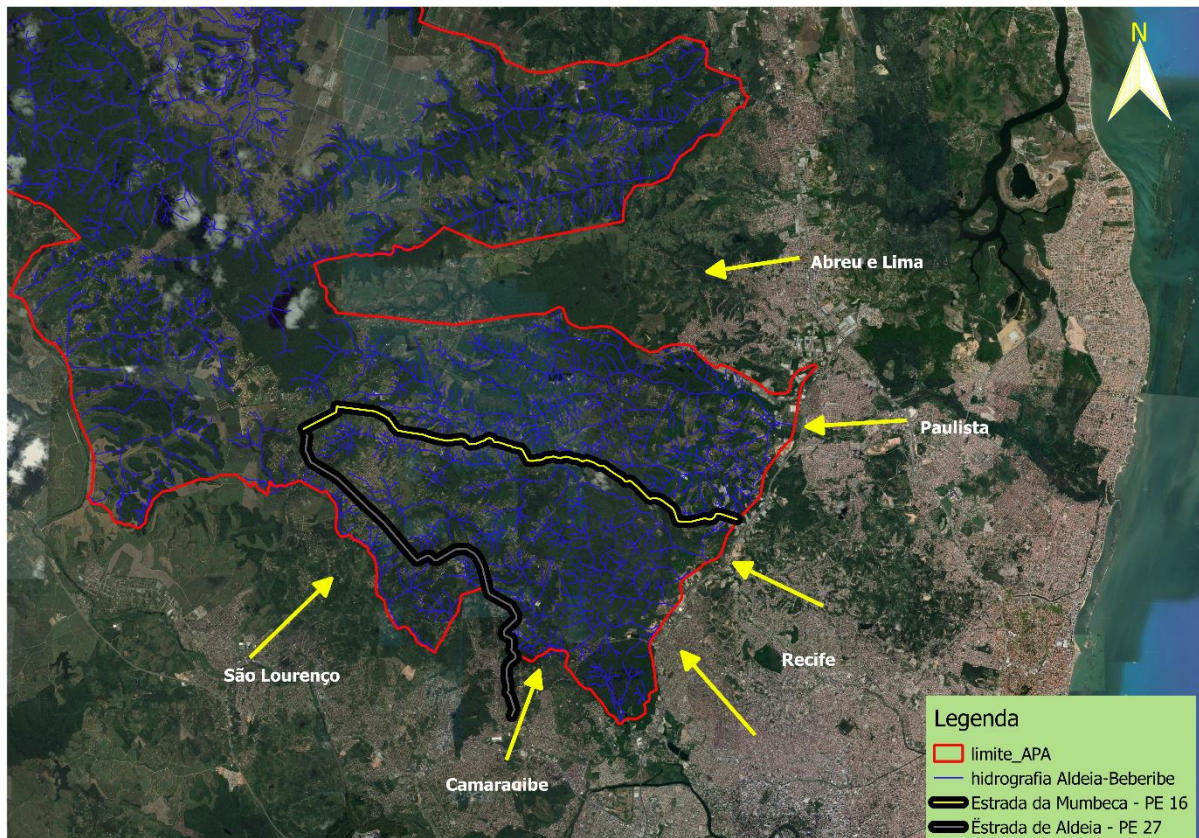 N
Abreu e Lima
Paulista
Recife
São Lourenço
Camaragibe
Legenda
limite_APA
hidrografia Aldeia-Beberibe
Estrada da Mumbeca - PE 16
Ëstrada de Aldeia - PE 27